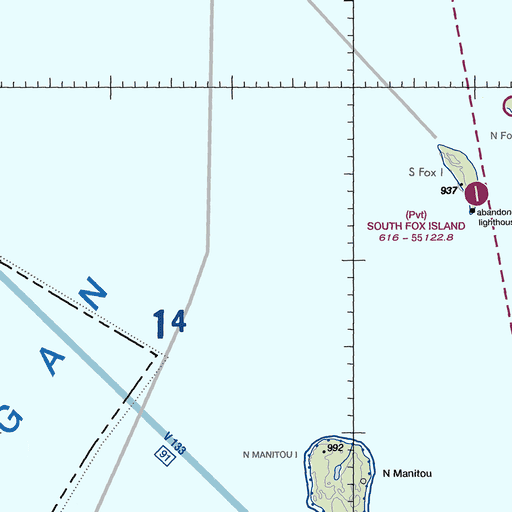 N Fo
S Fox I
937
abandon
lighthous
(Pvt)
SOUTH FOX ISLAND
616 - 55 122.8
N
14
A
G
V 133
91
992
N MANITOU I
N Manitou